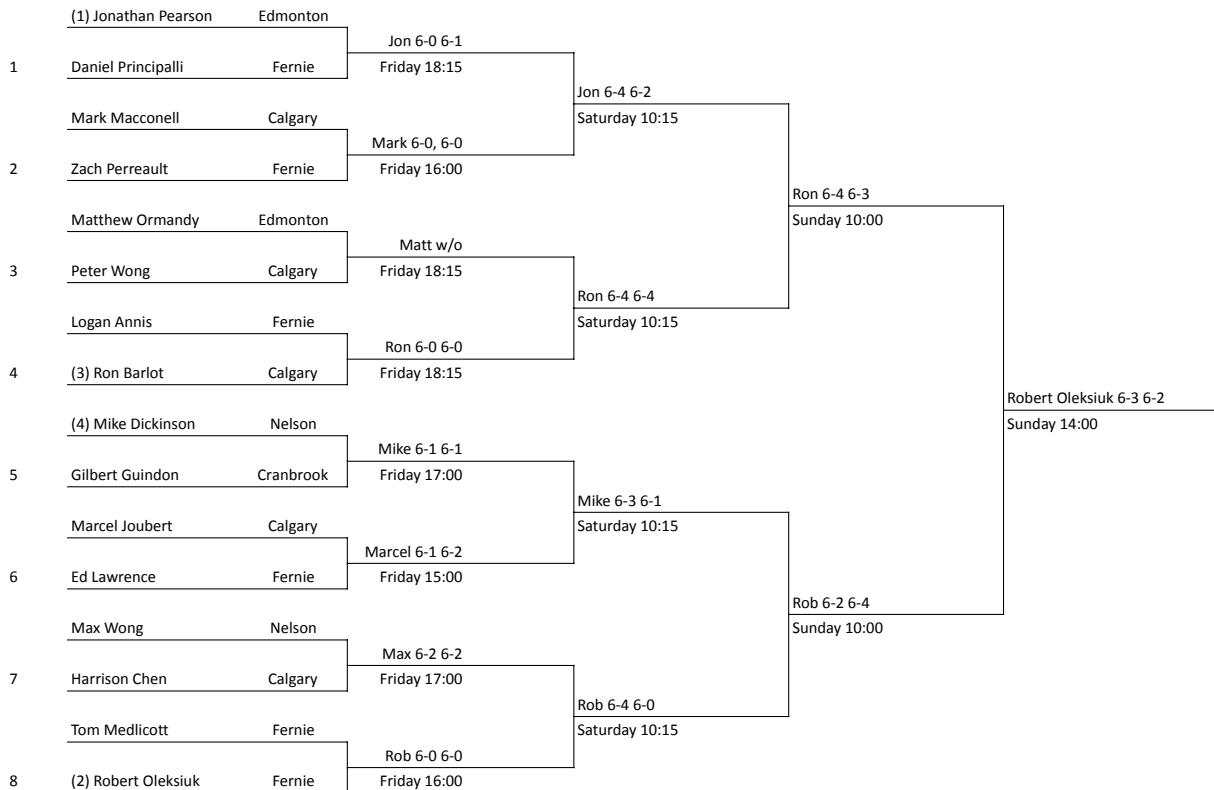 (1) Jonathan Pearson Edmonton
Jon 6-0 6-1
1 Daniel Principalli Fernie Friday 18:15
Jon 6-4 6-2
Mark Macconell Calgary Saturday 10:15
Mark 6-0, 6-0
2 Zach Perreault Fernie Friday 16:00
Ron 6-4 6-3
Matthew Ormandy Edmonton Sunday 10:00
Matt w/o
3 Peter Wong Calgary Friday 18:15
Ron 6-4 6-4
Logan Annis Fernie Saturday 10:15
Ron 6-0 6-0
4 (3) Ron Barlot Calgary Friday 18:15
Robert Oleksiuk 6-3 6-2
(4) Mike Dickinson Nelson Sunday 14:00
Mike 6-1 6-1
5 Gilbert Guindon Cranbrook Friday 17:00
Mike 6-3 6-1
Marcel Joubert Calgary Saturday 10:15
Marcel 6-1 6-2
6 Ed Lawrence Fernie Friday 15:00
Rob 6-2 6-4
Max Wong Nelson Sunday 10:00
Max 6-2 6-2
7 Harrison Chen Calgary Friday 17:00
Rob 6-4 6-0
Tom Medlicott Fernie Saturday 10:15
Rob 6-0 6-0
8 (2) Robert Oleksiuk Fernie Friday 16:00